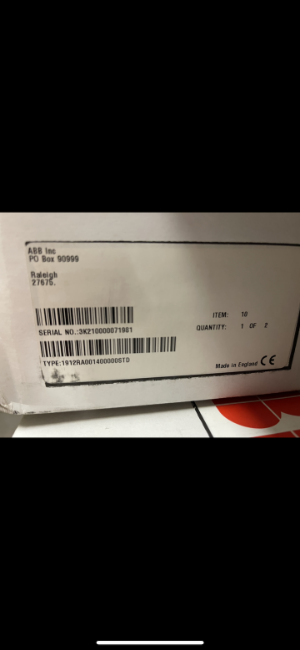 ABB Inc
PO Box 90999
Raleigh
27675.
ITEM: 10
SERIAL NO.:3K210000071981
QUANTITY: 1 OF 2
TYPE:1912RA001400000STD
Made in England CE